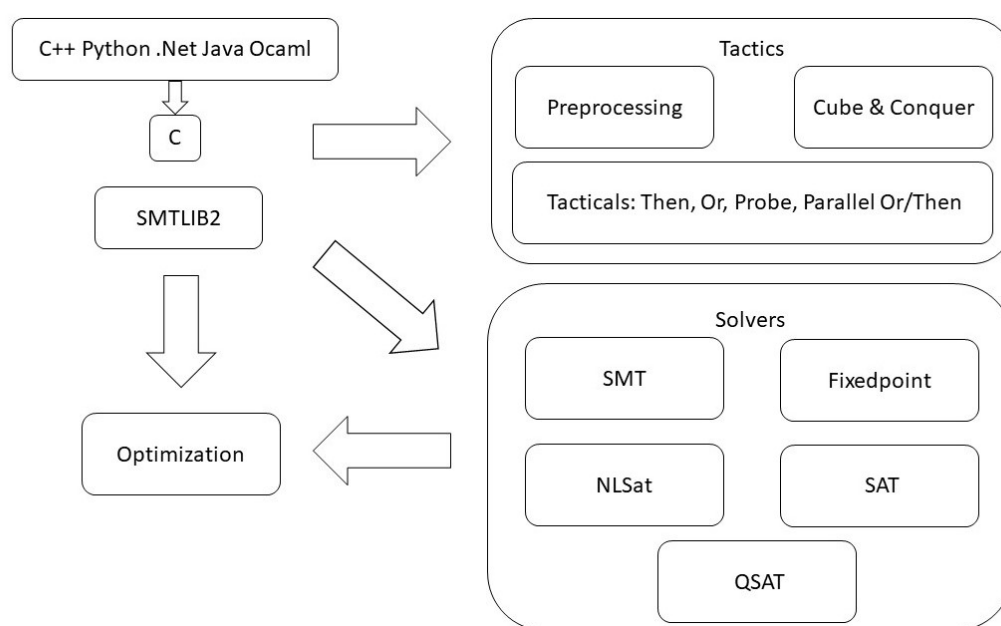 C++ Python .Net Java Ocaml
C
SMTLIB2
Optimization
Tactics
Preprocessing
Cube & Conquer
Tacticals: Then, Or, Probe, Parallel Or/Then
Solvers
SMT
Fixedpoint
NLSat
SAT
QSAT